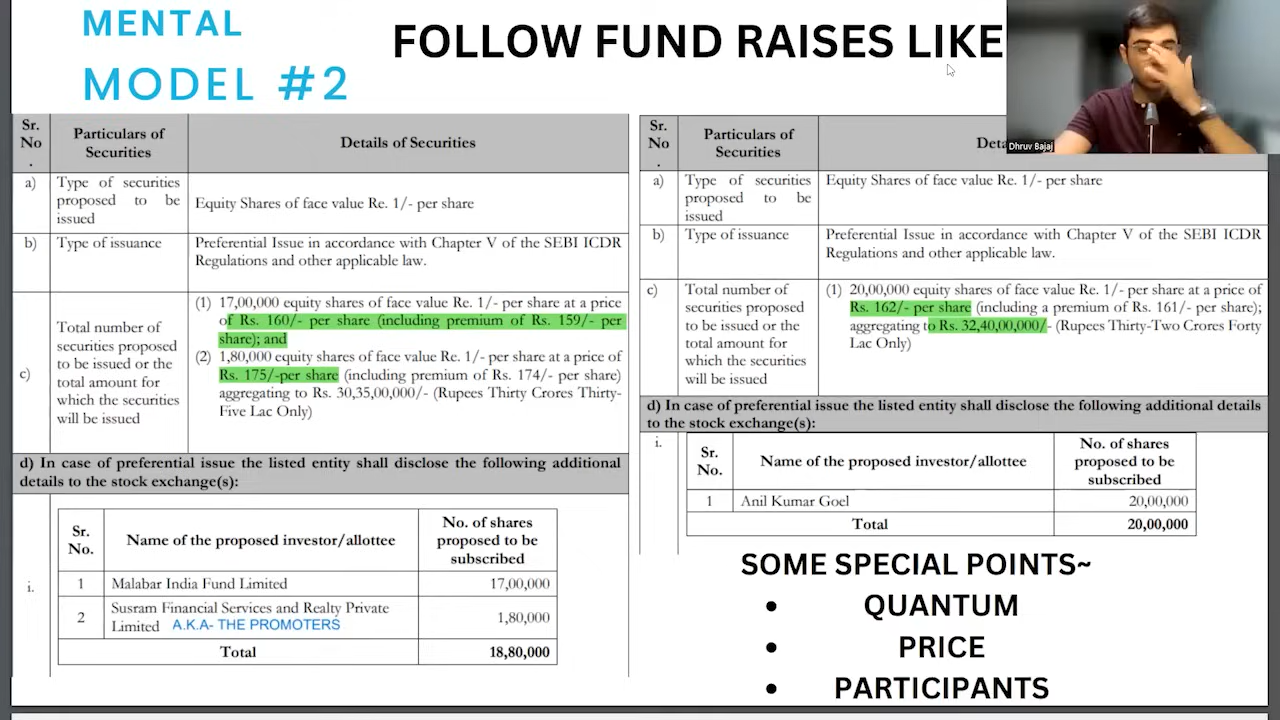 MENTAL
MODEL #2
FOLLOW FUND RAISES LIKE
Dhruv Bajaj
Sr.
No
.
Particulars of
Securities
Details of Securities
a)
Type of securities
proposed to be
issued
Equity Shares of face value Re. 1/- per share
b)
Type of issuance
Preferential Issue in accordance with Chapter V of the SEBI ICDR
Regulations and other applicable law.
c)
Total number of
securities proposed
to be issued or the
total amount for
which the securities
will be issued
(1) 17,00,000 equity shares of face value Re. 1/- per share at a price
of Rs. 160/- per share (including premium of Rs. 159/- per
share); and
(2) 1,80,000 equity shares of face value Re. 1/- per share at a price of
Rs. 175/-per share (including premium of Rs. 174/- per share)
aggregating to Rs. 30,35,00,000/- (Rupees Thirty Crores Thirty-
Five Lac Only)
d) In case of preferential issue the listed entity shall disclose the following additional
details to the stock exchange(s):
i.
Sr.
No.
Name of the proposed investor/allottee
No. of shares
proposed to be
subscribed
1 Malabar India Fund Limited 17,00,000
2 Susram Financial Services and Realty Private
Limited A.K.A- THE PROMOTERS 1,80,000
Total 18,80,000
Sr.
No
.
Particulars of
Securities
Deta
a)
Type of securities
proposed to be
issued
Equity Shares of face value Re. 1/- per share
b)
Type of issuance
Preferential Issue in accordance with Chapter V of the SEBI ICDR
Regulations and other applicable law.
c)
Total number of
securities proposed
to be issued or the
total amount for
which the securities
will be issued
(1) 20,00,000 equity shares of face value Re. 1/- per share at a price of
Rs. 162/- per share (including a premium of Rs. 161/- per share);
aggregating to Rs. 32,40,00,000/- (Rupees Thirty-Two Crores Forty
Lac Only)
d) In case of preferential issue the listed entity shall disclose the following additional details
to the stock exchange(s):
i.
Sr.
No.
Name of the proposed investor/allottee
No. of shares
proposed to be
subscribed
1 Anil Kumar Goel 20,00,000
Total 20,00,000
SOME SPECIAL POINTS~
• QUANTUM
• PRICE
• PARTICIPANTS